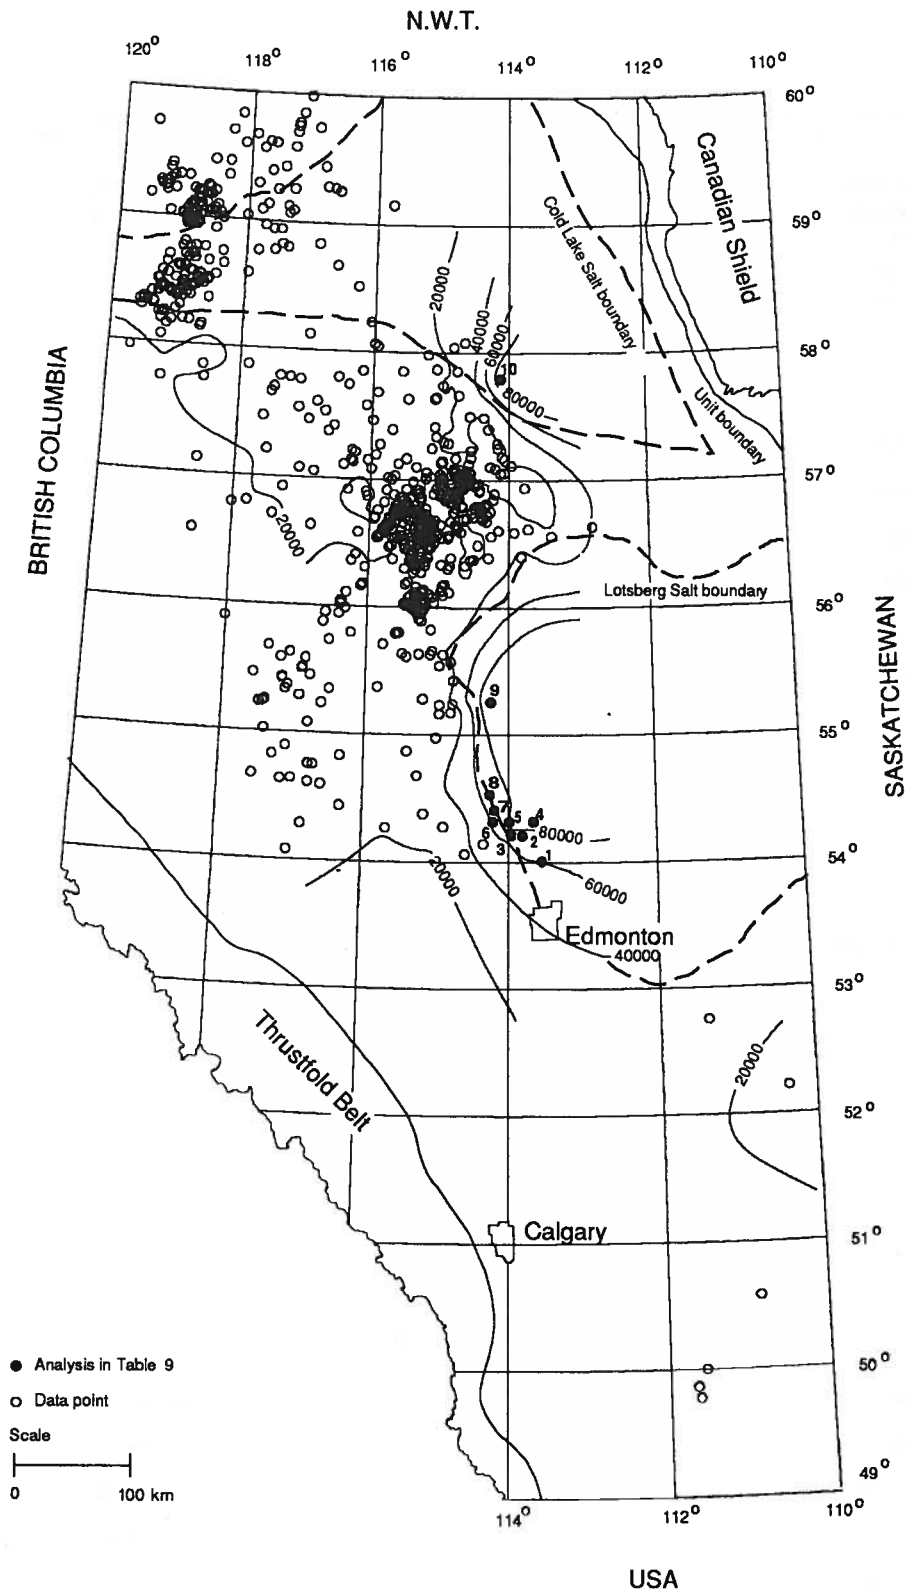 N.W.T.
120° 118° 116° 114° 112° 110°
60°
Canadian Shield
59°
Cold Lake Salt boundary
20000
40000
60000
58°
10
80000
Unit boundary
BRITISH COLUMBIA
57°
20000
Lotsberg Salt boundary
56°
SASKATCHEWAN
9
55°
8
7
5 4
6
80000
3 2
1
54°
20000
60000
Edmonton
40000
53°
Thrustfold Belt
20000
52°
Calgary
51°
Analysis in Table 9
50°
Data point
Scale
0 100 km
49°
114° 112° 110°
USA